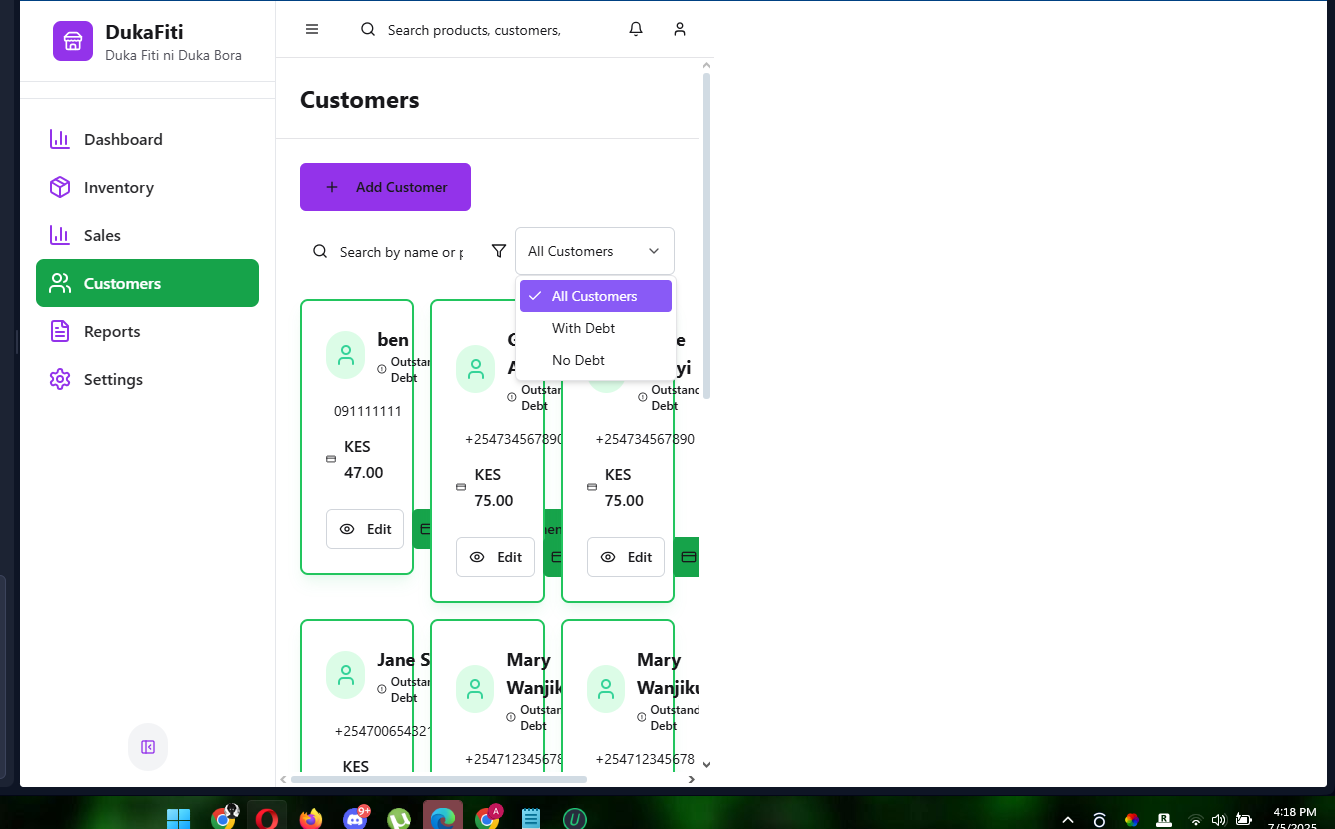 DukaFiti
Duka Fiti ni Duka Bora
Search products, customers,
Dashboard
Inventory
Sales
Customers
Reports
Settings
Customers
Add Customer
Search by name or p
All Customers
All Customers
With Debt
No Debt
ben
Outstan
Debt
091111111
KES
47.00
Edit
Outstan
Debt
+254734567890
KES
75.00
Edit
yi
Outstand
Debt
+254734567890
KES
75.00
Edit
Jane S
Outstan
Debt
+254700654321
KES
Mary
Wanjik
Outstan
Debt
+254712345678
Mary
Wanjiku
Outstand
Debt
+254712345678
9+
A
R
4:18 PM
7/5/2025